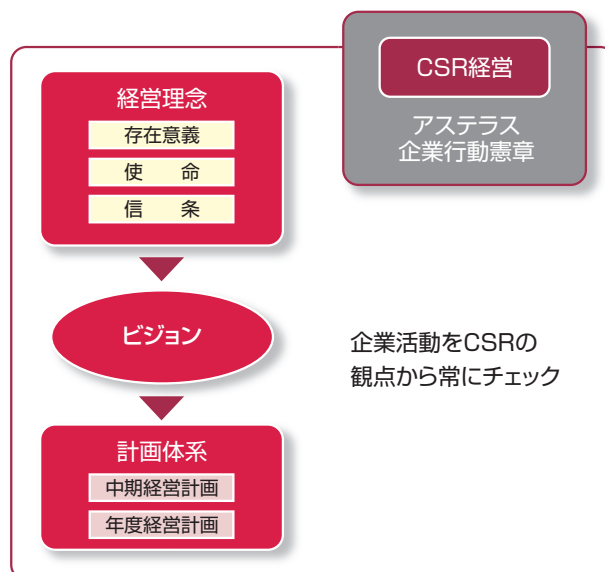 CSR経営
アステラス
企業行動憲章
経営理念
存在意義
使　命
信　条
ビジョン
企業活動をCSRの
観点から常にチェック
計画体系
中期経営計画
年度経営計画